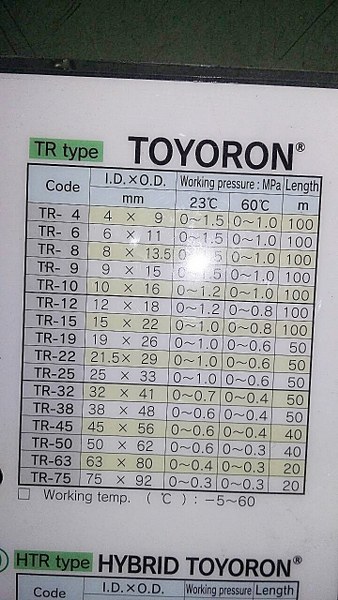 TR type TOYORON®
Code I.D.×O.D. Working pressure : MPa Length
mm 23℃ 60℃ m
TR- 4 4 × 9 0~1.5 0~1.0 100
TR- 6 6 × 11 0~1.5 0~1.0 100
TR- 8 8 × 13.5 .5 0~1.0 100
TR- 9 9 × 15 0~1.0 100
TR-10 10 × 16 0~1.2 0~1.0 100
TR-12 12 × 18 0~1.2 0~0.8 100
TR-15 15 × 22 0~1.0 0~0.8 100
TR-19 19 × 26 0~1.0 0~0.6 50
TR-22 21.5× 29 0~1.0 0~0.6 50
TR-25 25 × 33 0~1.0 0~0.6 50
TR-32 32 × 41 0~0.7 0~0.4 50
TR-38 38 × 48 0~0.6 0~0.4 50
TR-45 45 × 56 0~0.6 0~0.4 40
TR-50 50 × 62 0~0.6 0~0.3 40
TR-63 63 × 80 0~0.4 0~0.3 20
TR-75 75 × 92 0~0.3 0~0.3 20
□ Working temp. (℃) : −5~60
HTR type HYBRID TOYORON®
Code I.D.×O.D. Working pressure Length